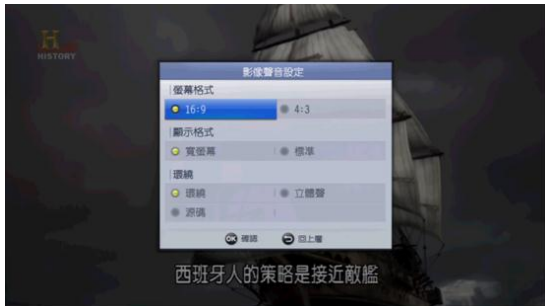 H
HISTORY
影像聲音設定
螢幕格式
16:9 4:3
顯示格式
寬螢幕 標準
環繞
環繞 立體聲
源碼
OK 確認 回上層
西班牙人的策略是接近敵艦